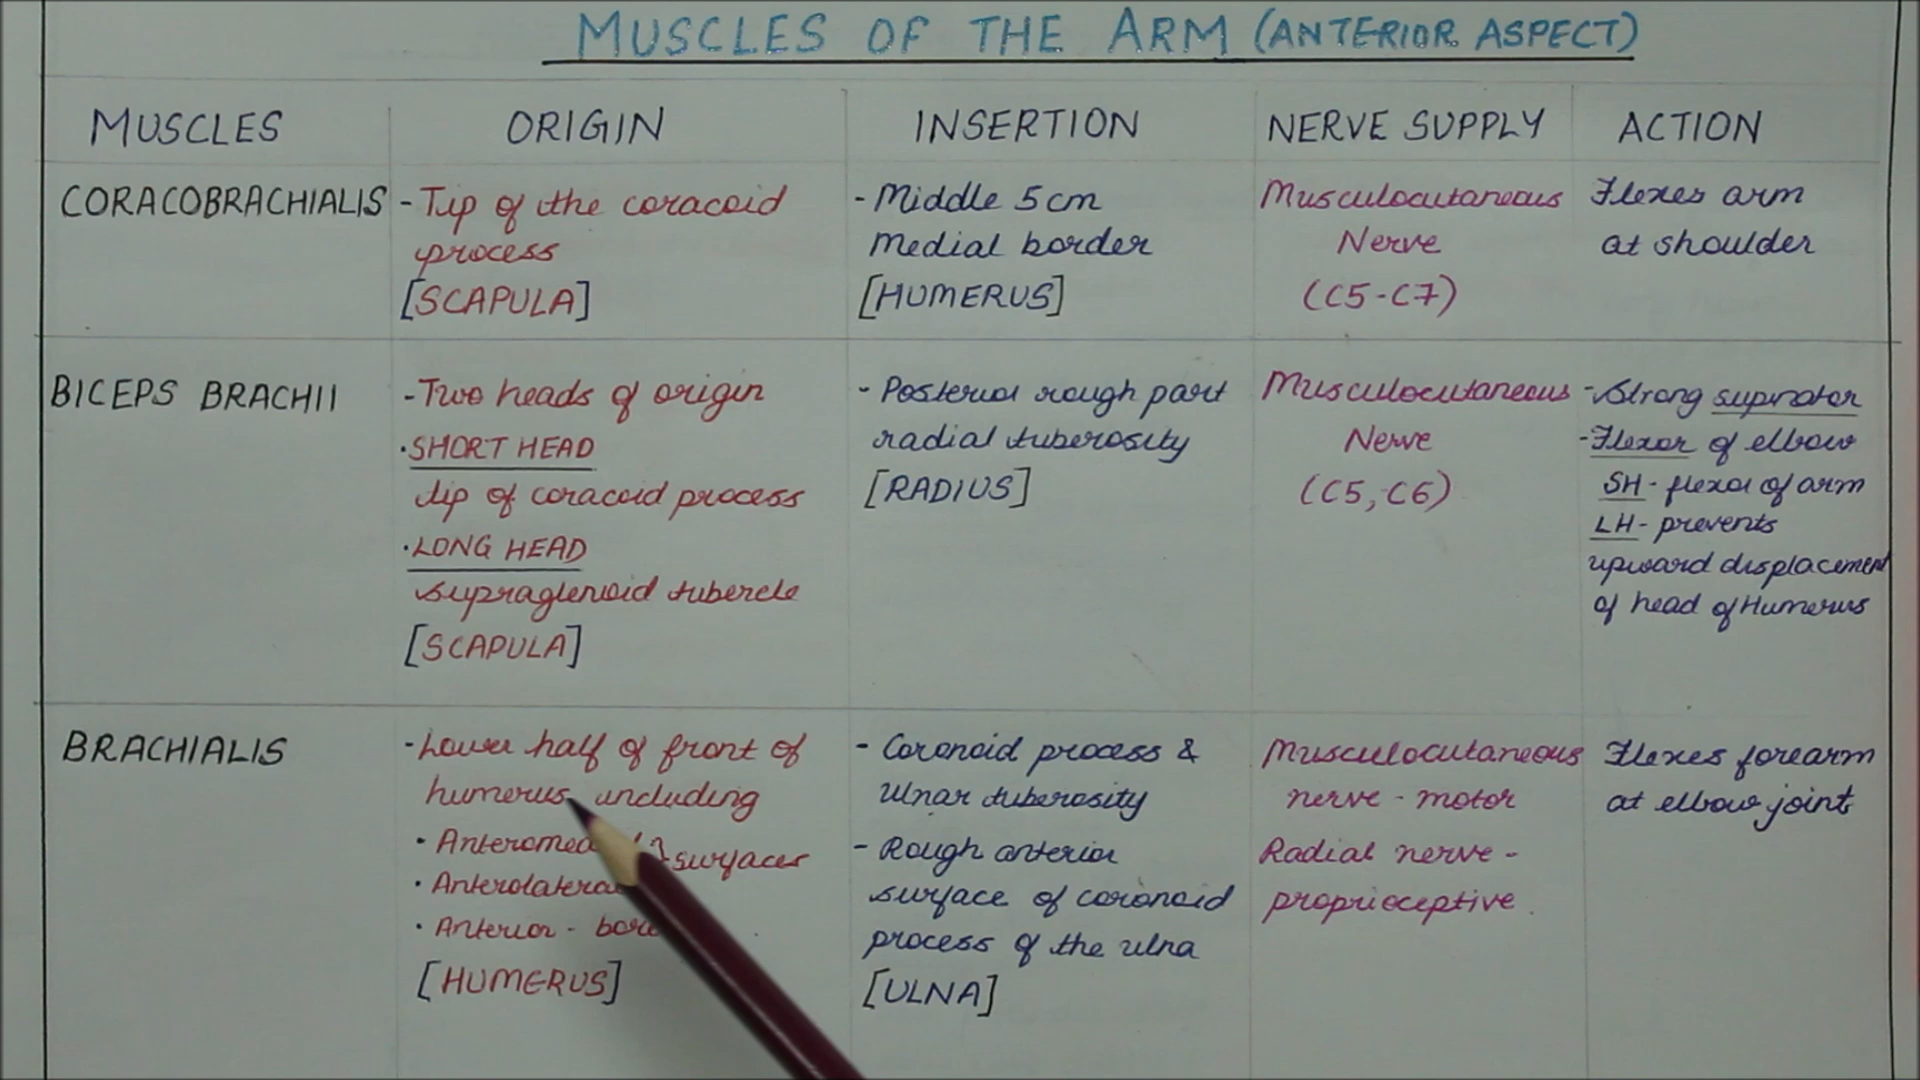 MUSCLES OF THE ARM (ANTERIOR ASPECT)
MUSCLES
ORIGIN
INSERTION
NERVE SUPPLY
ACTION
CORACOBRACHIALIS
- Tip of the coracoid
process
[SCAPULA]
- Middle 5cm
medial border
[HUMERUS]
Musculocutaneous
Nerve
(C5-C7)
Flexes arm
at shoulder
BICEPS BRACHII
- Two heads of origin
• SHORT HEAD
tip of coracoid process
• LONG HEAD
supraglenoid tubercle
[SCAPULA]
- Posterior rough part
radial tuberosity
[RADIUS]
Musculocutaneous
Nerve
(C5, C6)
- Strong supinator
- Flexor of elbow
SH - flexor of arm
LH - prevents
upward displacement
of head of Humerus
BRACHIALIS
- Lower half of front of
humerus including
• surfaces
•
• Anterior -
[HUMERUS]
- Coronoid process &
ulnar tuberosity
- Rough anterior
surface of coronoid
process of the ulna
[ULNA]
Musculocutaneous
nerve - motor
Radial nerve -
proprioceptive.
Flexes forearm
at elbow joint